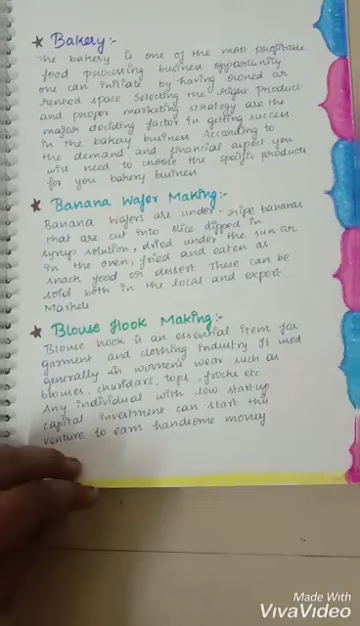 ★ Bakery :-
The bakery is one of the most profitable
food processing business opportunity
one can initiate by having owned or
rented space selecting the right product
and proper marketing strategy are the
major deciding factor in getting success
in the bakery business According to
the demand and financial aspect you
will need to choose the specific products
for you bakery business
★ Banana Wafer Making :-
Banana wafers are under-ripe bananas
that are cut into slice dipped in
syrup solution, dried under the sun or
in the oven, fried and eaten as
snack food or dessert These can be
sold both in the local and export
Markets
★ Blouse Hook Making :-
Blouse hook is an essential item for
garment and clothing industry It used
generally in womens wear such as
blouses, churidars, tops, frocks etc
Any individual with low startup
capital investment can start this
venture to earn handsome money
Made With
VivaVideo